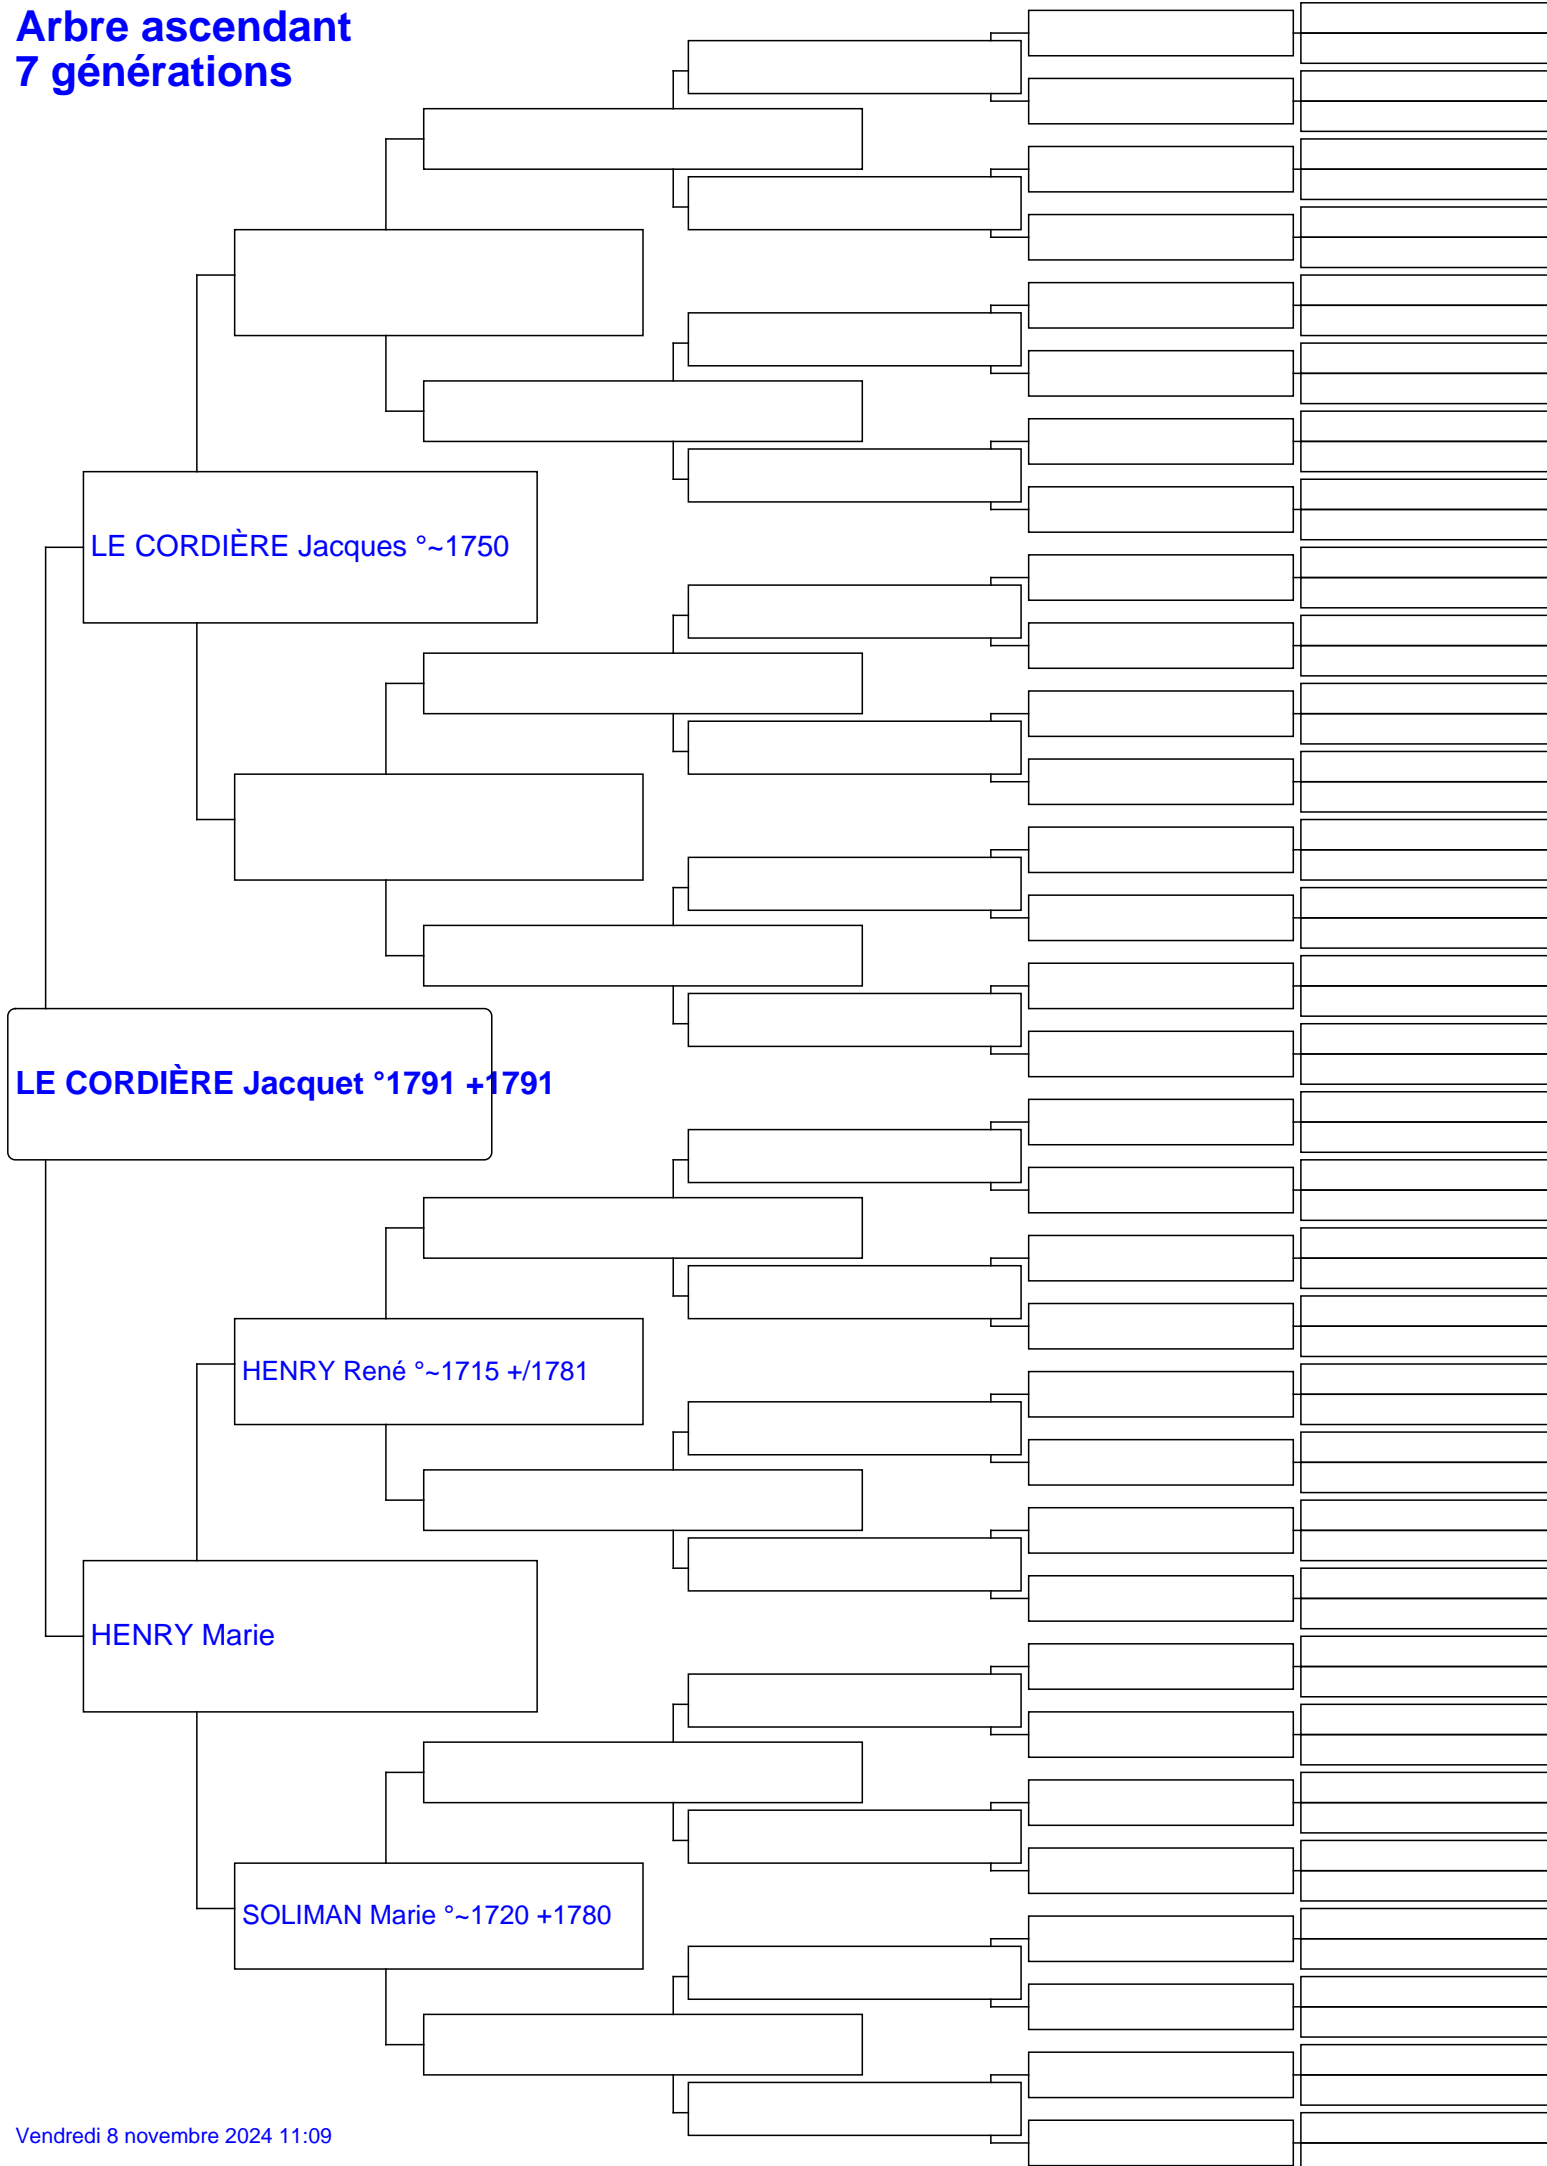 Arbre ascendant
7 générations
LE CORDIÈRE Jacques °~1750
LE CORDIÈRE Jacquet °1791 +1791
HENRY René °~1715 +/1781
HENRY Marie
SOLIMAN Marie °~1720 +1780
Vendredi 8 novembre 2024 11:09